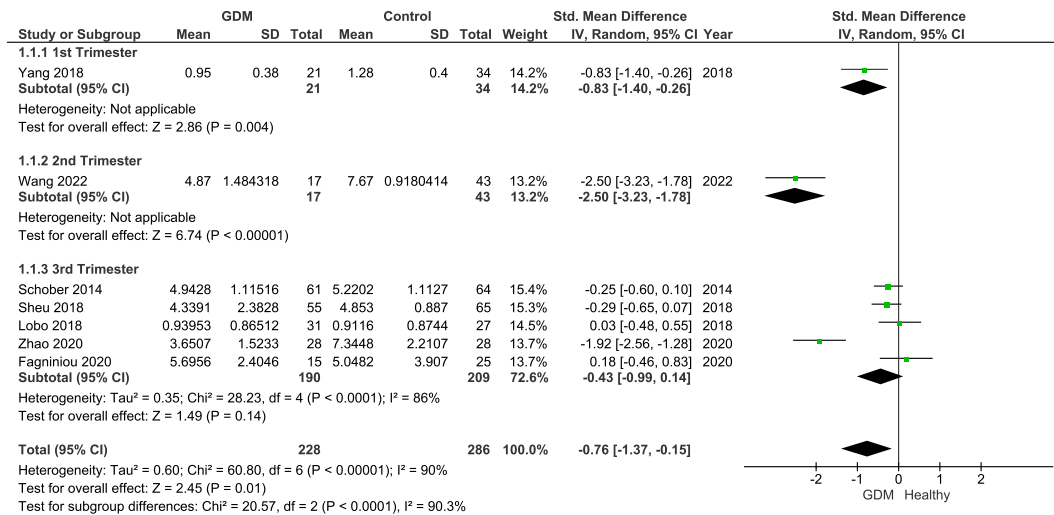 GDM Control Std. Mean Difference Std. Mean Difference
Study or Subgroup Mean SD Total Mean SD Total Weight IV, Random, 95% CI Year IV, Random, 95% CI
1.1.1 1st Trimester
Yang 2018 0.95 0.38 21 1.28 0.4 34 14.2% -0.83 [-1.40, -0.26] 2018
Subtotal (95% CI) 21 34 14.2% -0.83 [-1.40, -0.26]
Heterogeneity: Not applicable
Test for overall effect: Z = 2.86 (P = 0.004)
1.1.2 2nd Trimester
Wang 2022 4.87 1.484318 17 7.67 0.9180414 43 13.2% -2.50 [-3.23, -1.78] 2022
Subtotal (95% CI) 17 43 13.2% -2.50 [-3.23, -1.78]
Heterogeneity: Not applicable
Test for overall effect: Z = 6.74 (P < 0.00001)
1.1.3 3rd Trimester
Schober 2014 4.9428 1.11516 61 5.2202 1.1127 64 15.4% -0.25 [-0.60, 0.10] 2014
Sheu 2018 4.3391 2.3828 55 4.853 0.887 65 15.3% -0.29 [-0.65, 0.07] 2018
Lobo 2018 0.93953 0.86512 31 0.9116 0.8744 27 14.5% 0.03 [-0.48, 0.55] 2018
Zhao 2020 3.6507 1.5233 28 7.3448 2.2107 28 13.7% -1.92 [-2.56, -1.28] 2020
Fagniniou 2020 5.6956 2.4046 15 5.0482 3.907 25 13.7% 0.18 [-0.46, 0.83] 2020
Subtotal (95% CI) 190 209 72.6% -0.43 [-0.99, 0.14]
Heterogeneity: Tau² = 0.35; Chi² = 28.23, df = 4 (P < 0.0001); I² = 86%
Test for overall effect: Z = 1.49 (P = 0.14)
Total (95% CI) 228 286 100.0% -0.76 [-1.37, -0.15]
Heterogeneity: Tau² = 0.60; Chi² = 60.80, df = 6 (P < 0.00001); I² = 90%
Test for overall effect: Z = 2.45 (P = 0.01)
Test for subgroup differences: Chi² = 20.57, df = 2 (P < 0.0001), I² = 90.3%
-2 -1 0 1 2
GDM Healthy